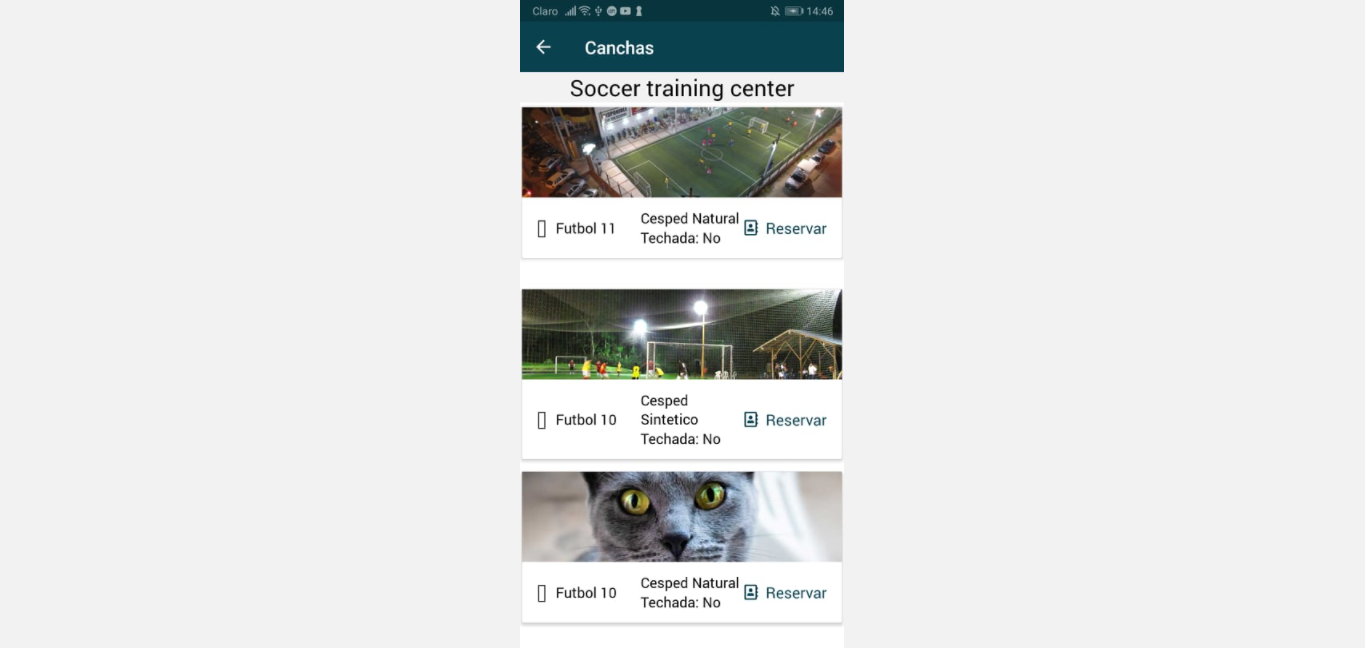 Claro 14:46
Canchas
Soccer training center
Futbol 11
Cesped Natural
Techada: No
Reservar
Futbol 10
Cesped
Sintetico
Techada: No
Reservar
Futbol 10
Cesped Natural
Techada: No
Reservar